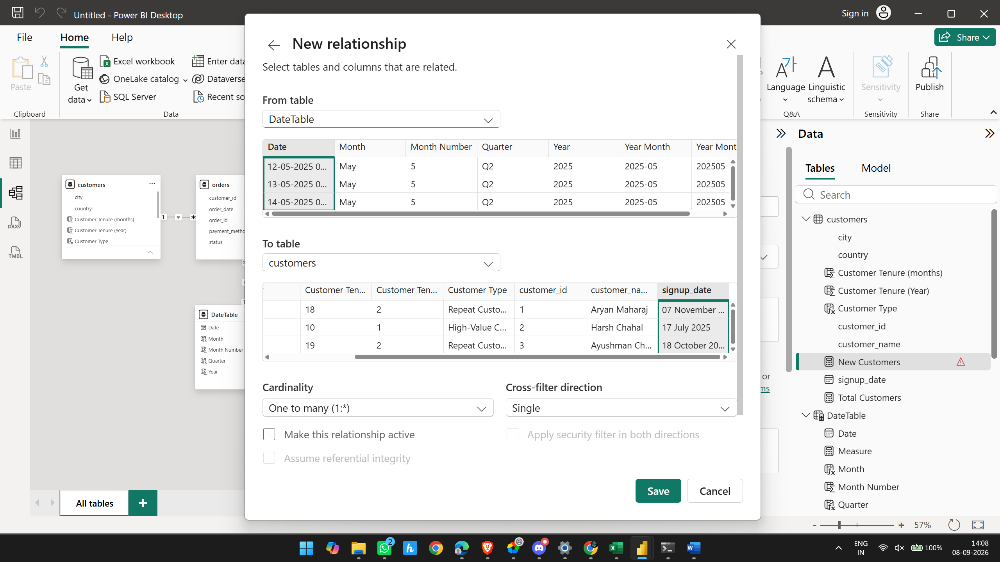 Untitled - Power BI Desktop
Sign in
File
Home
Help
Share
Paste
Get
data
Excel workbook
OneLake catalog
SQL Server
Enter data
Dataverse
Recent so
Language
Linguistic
schema
Sensitivity
Publish
Clipboard
Data
Q&A
Sensitivity
Share
New relationship
Select tables and columns that are related.
From table
DateTable
Date Month Month Number Quarter Year Year Month Year Mont
12-05-2025 0... May 5 Q2 2025 2025-05 202505
13-05-2025 0... May 5 Q2 2025 2025-05 202505
14-05-2025 0... May 5 Q2 2025 2025-05 202505
To table
customers
Customer Ten... Customer Ten... Customer Type customer_id customer_na... signup_date
18 2 Repeat Custo... 1 Aryan Maharaj 07 November ...
10 1 High-Value C... 2 Harsh Chahal 17 July 2025
19 2 Repeat Custo... 3 Ayushman Ch... 18 October 20...
Cardinality
One to many (1:*)
Cross-filter direction
Single
Make this relationship active
Apply security filter in both directions
Assume referential integrity
Save
Cancel
DAX
TMDL
customers
...
city
country
Customer Tenure (months)
Customer Tenure (Year)
Customer Type
1
*
orders
customer_id
order_date
order_id
payment_metho
status
1
DateTable
Date
Month
Month Number
Quarter
Year
or
ms
Data
Tables
Model
Search
customers
city
country
Customer Tenure (months)
Customer Tenure (Year)
Customer Type
customer_id
customer_name
New Customers
signup_date
Total Customers
DateTable
Date
Measure
Month
Month Number
Quarter
All tables
+
- + 57%
2
ENG
IN
100%
14:08
08-09-2026